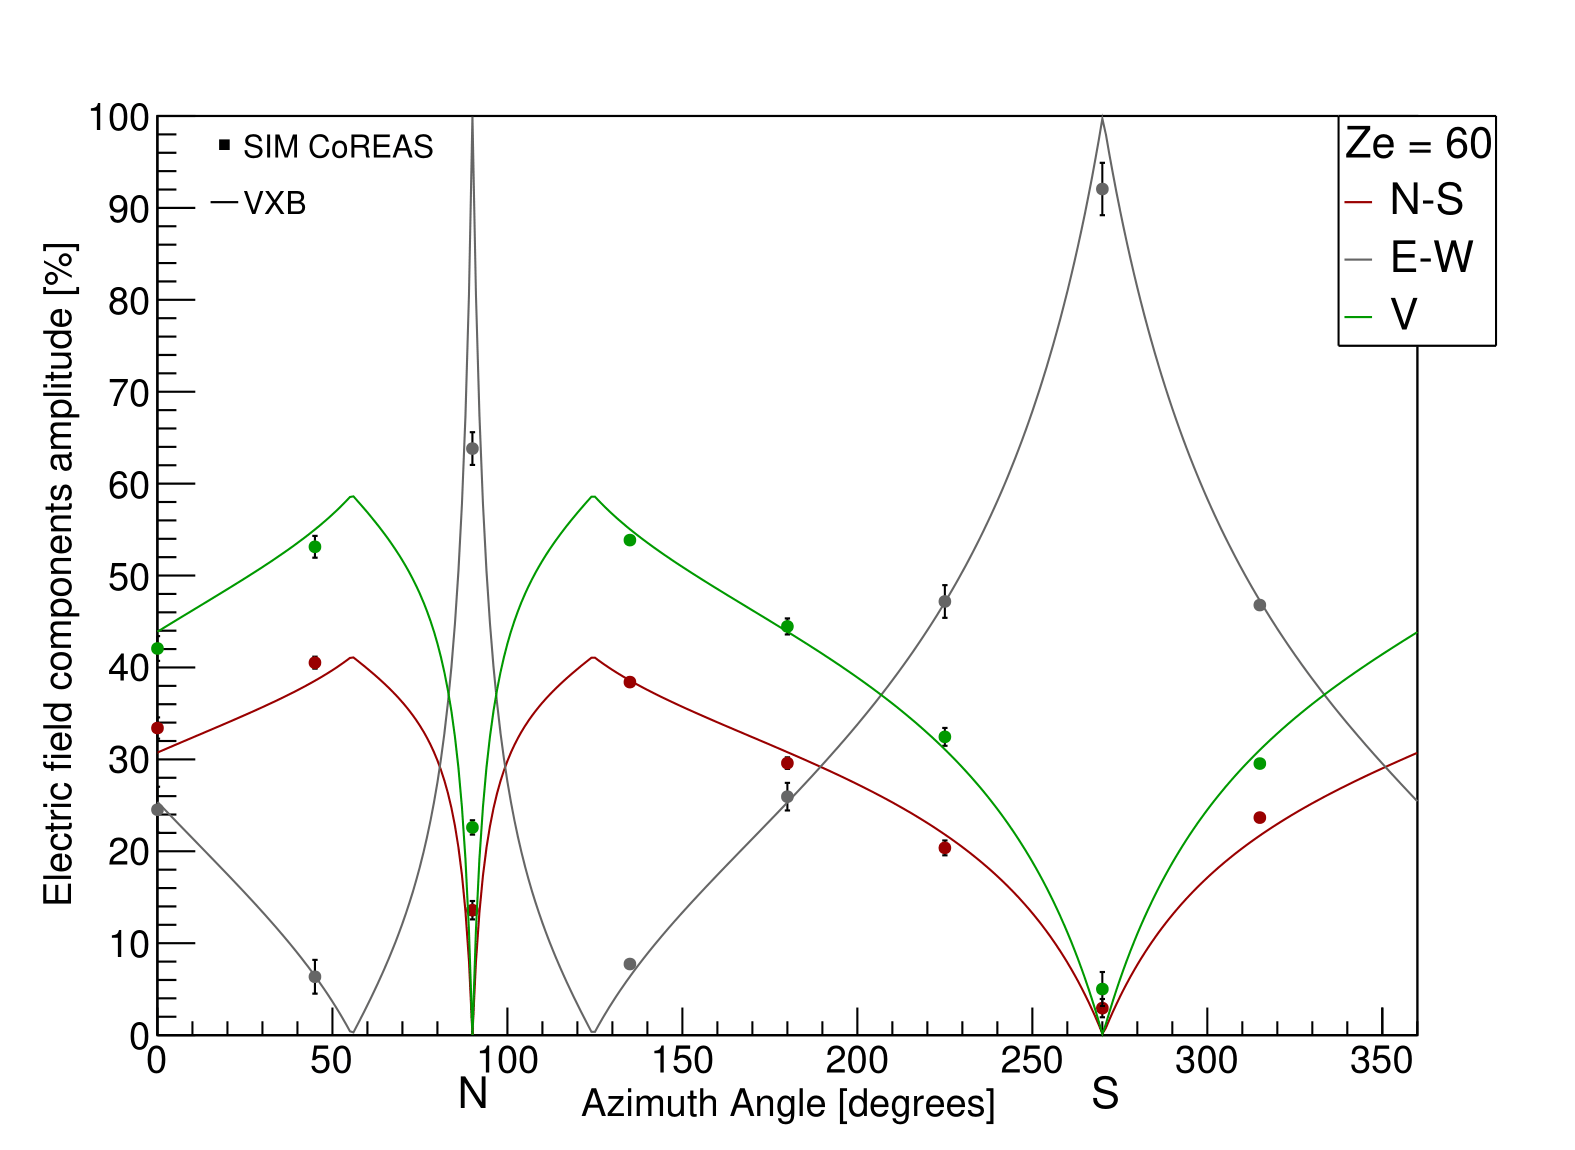 SIM CoREAS
VXB
Ze = 60
N-S
E-W
V
Electric field components amplitude [%]
100
90
80
70
60
50
40
30
20
10
0
0 50 100 150 200 250 300 350
N S
Azimuth Angle [degrees]